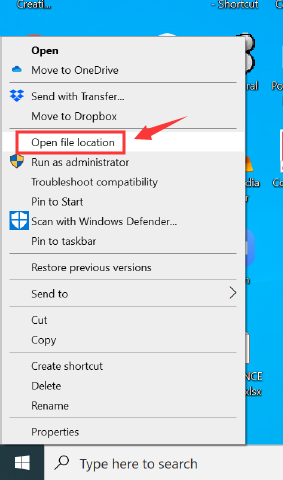 Creati...
- Shortcut
Open
Move to OneDrive
Send with Transfer...
Move to Dropbox
Open file location
Run as administrator
Troubleshoot compatibility
Pin to Start
Scan with Windows Defender...
Pin to taskbar
Restore previous versions
Send to
Cut
Copy
Create shortcut
Delete
Rename
Properties
Type here to search